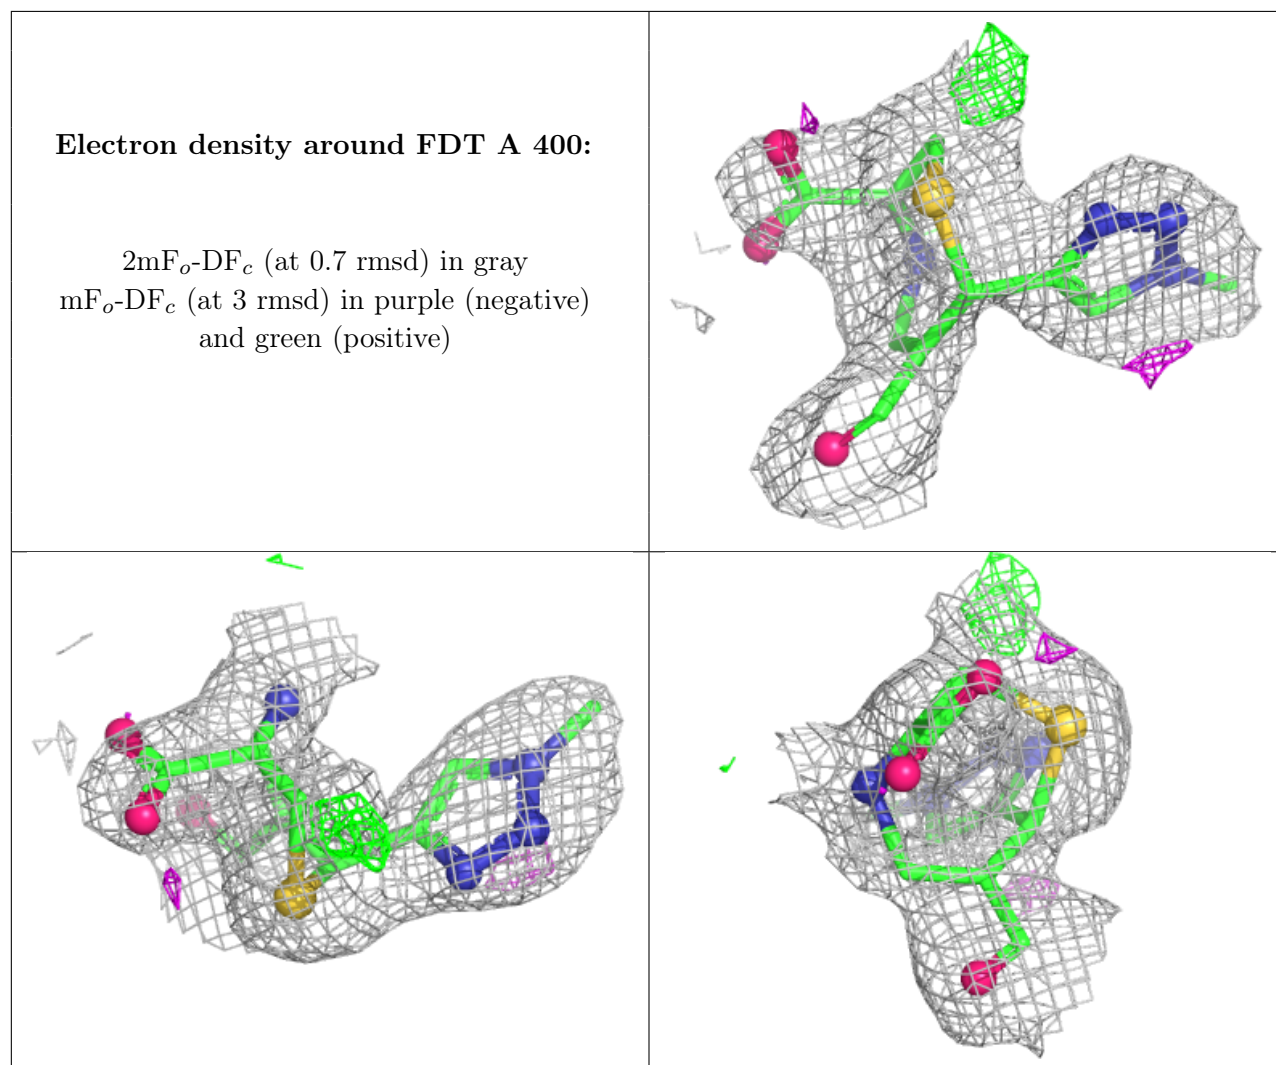 Electron density around FDT A 400:
2mFo-DFc (at 0.7 rmsd) in gray
mFo-DFc (at 3 rmsd) in purple (negative)
and green (positive)